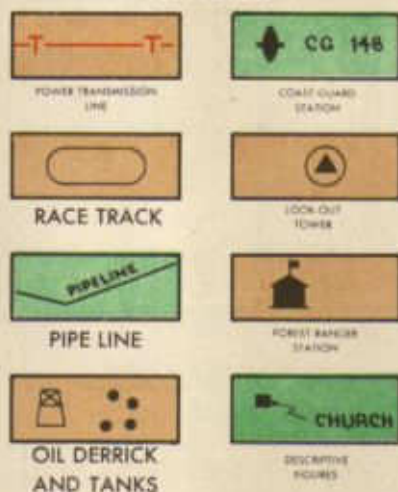 T T
POWER TRANSMISSION
LINE
CG 148
COAST GUARD
STATION
RACE TRACK
LOOK OUT
TOWER
PIPELINE
PIPE LINE
FOREST RANGER
STATION
OIL DERRICK
AND TANKS
CHURCH
DESCRIPTIVE
FIGURES